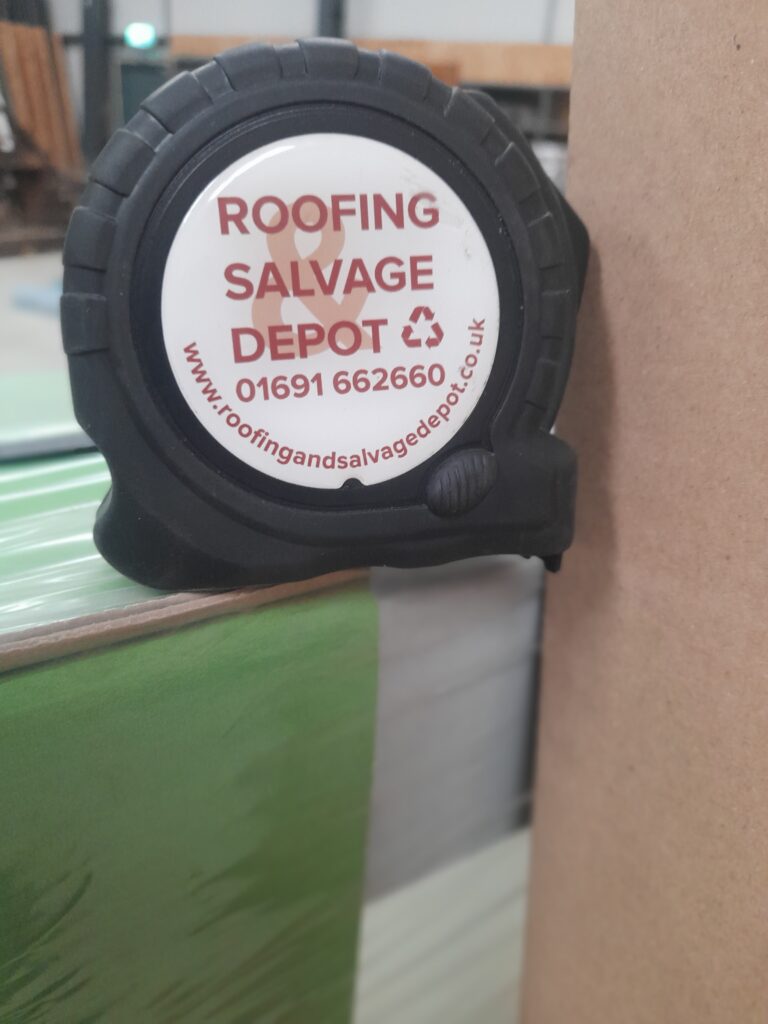 ROOFING
&
SALVAGE
DEPOT
01691 662660
www.roofingandsalvagedepot.co.uk